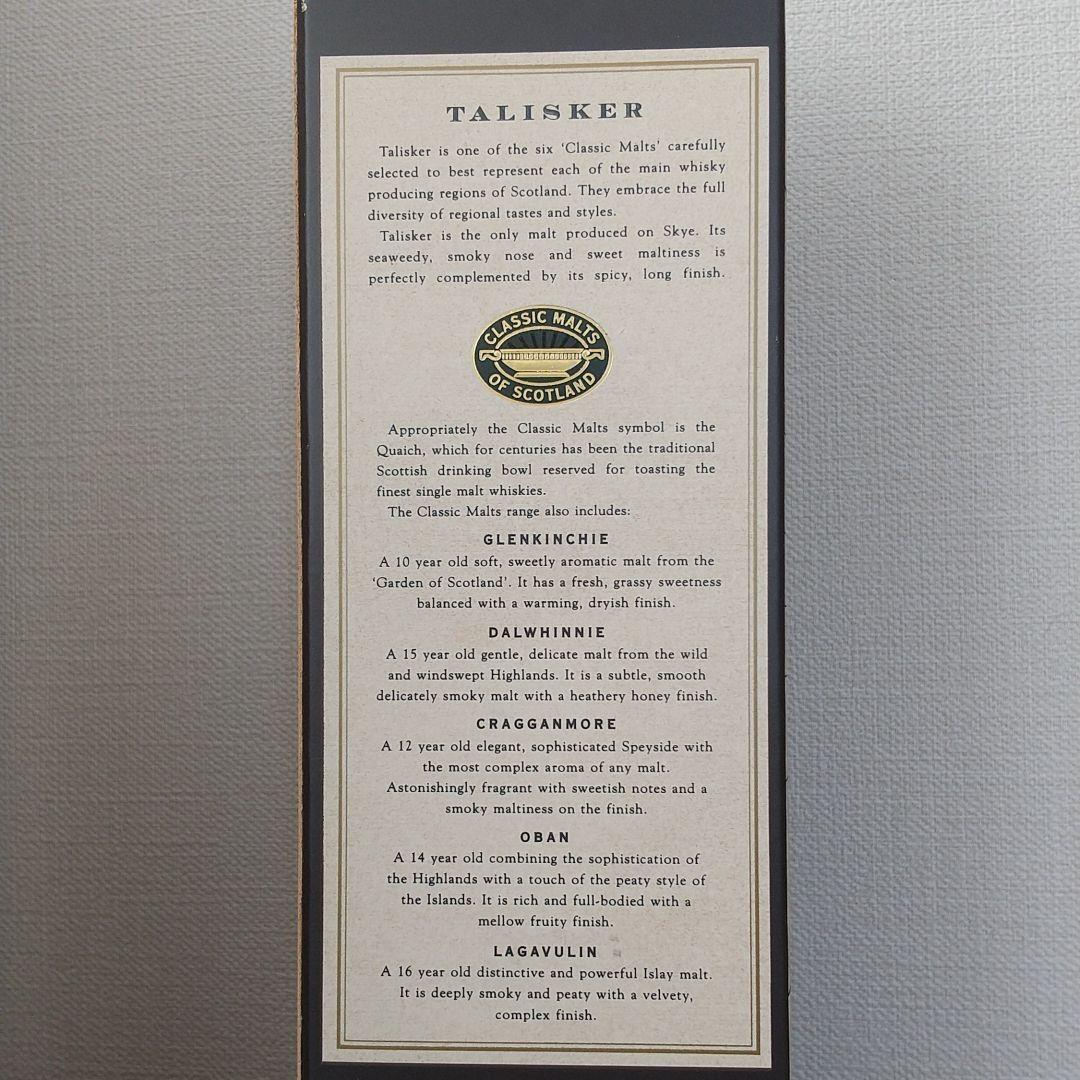 TALISKER
Talisker is one of the six ‘Classic Malts’ carefully
selected to best represent each of the main whisky
producing regions of Scotland. They embrace the full
diversity of regional tastes and styles.
Talisker is the only malt produced on Skye. Its
seaweedy, smoky nose and sweet maltiness is
perfectly complemented by its spicy, long finish.
CLASSIC MALTS
OF SCOTLAND
Appropriately the Classic Malts symbol is the
Quaich, which for centuries has been the traditional
Scottish drinking bowl reserved for toasting the
finest single malt whiskies.
The Classic Malts range also includes:
GLENKINCHIE
A 10 year old soft, sweetly aromatic malt from the
‘Garden of Scotland’. It has a fresh, grassy sweetness
balanced with a warming, dryish finish.
DALWHINNIE
A 15 year old gentle, delicate malt from the wild
and windswept Highlands. It is a subtle, smooth
delicately smoky malt with a heathery honey finish.
CRAGGANMORE
A 12 year old elegant, sophisticated Speyside with
the most complex aroma of any malt.
Astonishingly fragrant with sweetish notes and a
smoky maltiness on the finish.
OBAN
A 14 year old combining the sophistication of
the Highlands with a touch of the peaty style of
the Islands. It is rich and full-bodied with a
mellow fruity finish.
LAGAVULIN
A 16 year old distinctive and powerful Islay malt.
It is deeply smoky and peaty with a velvety,
complex finish.